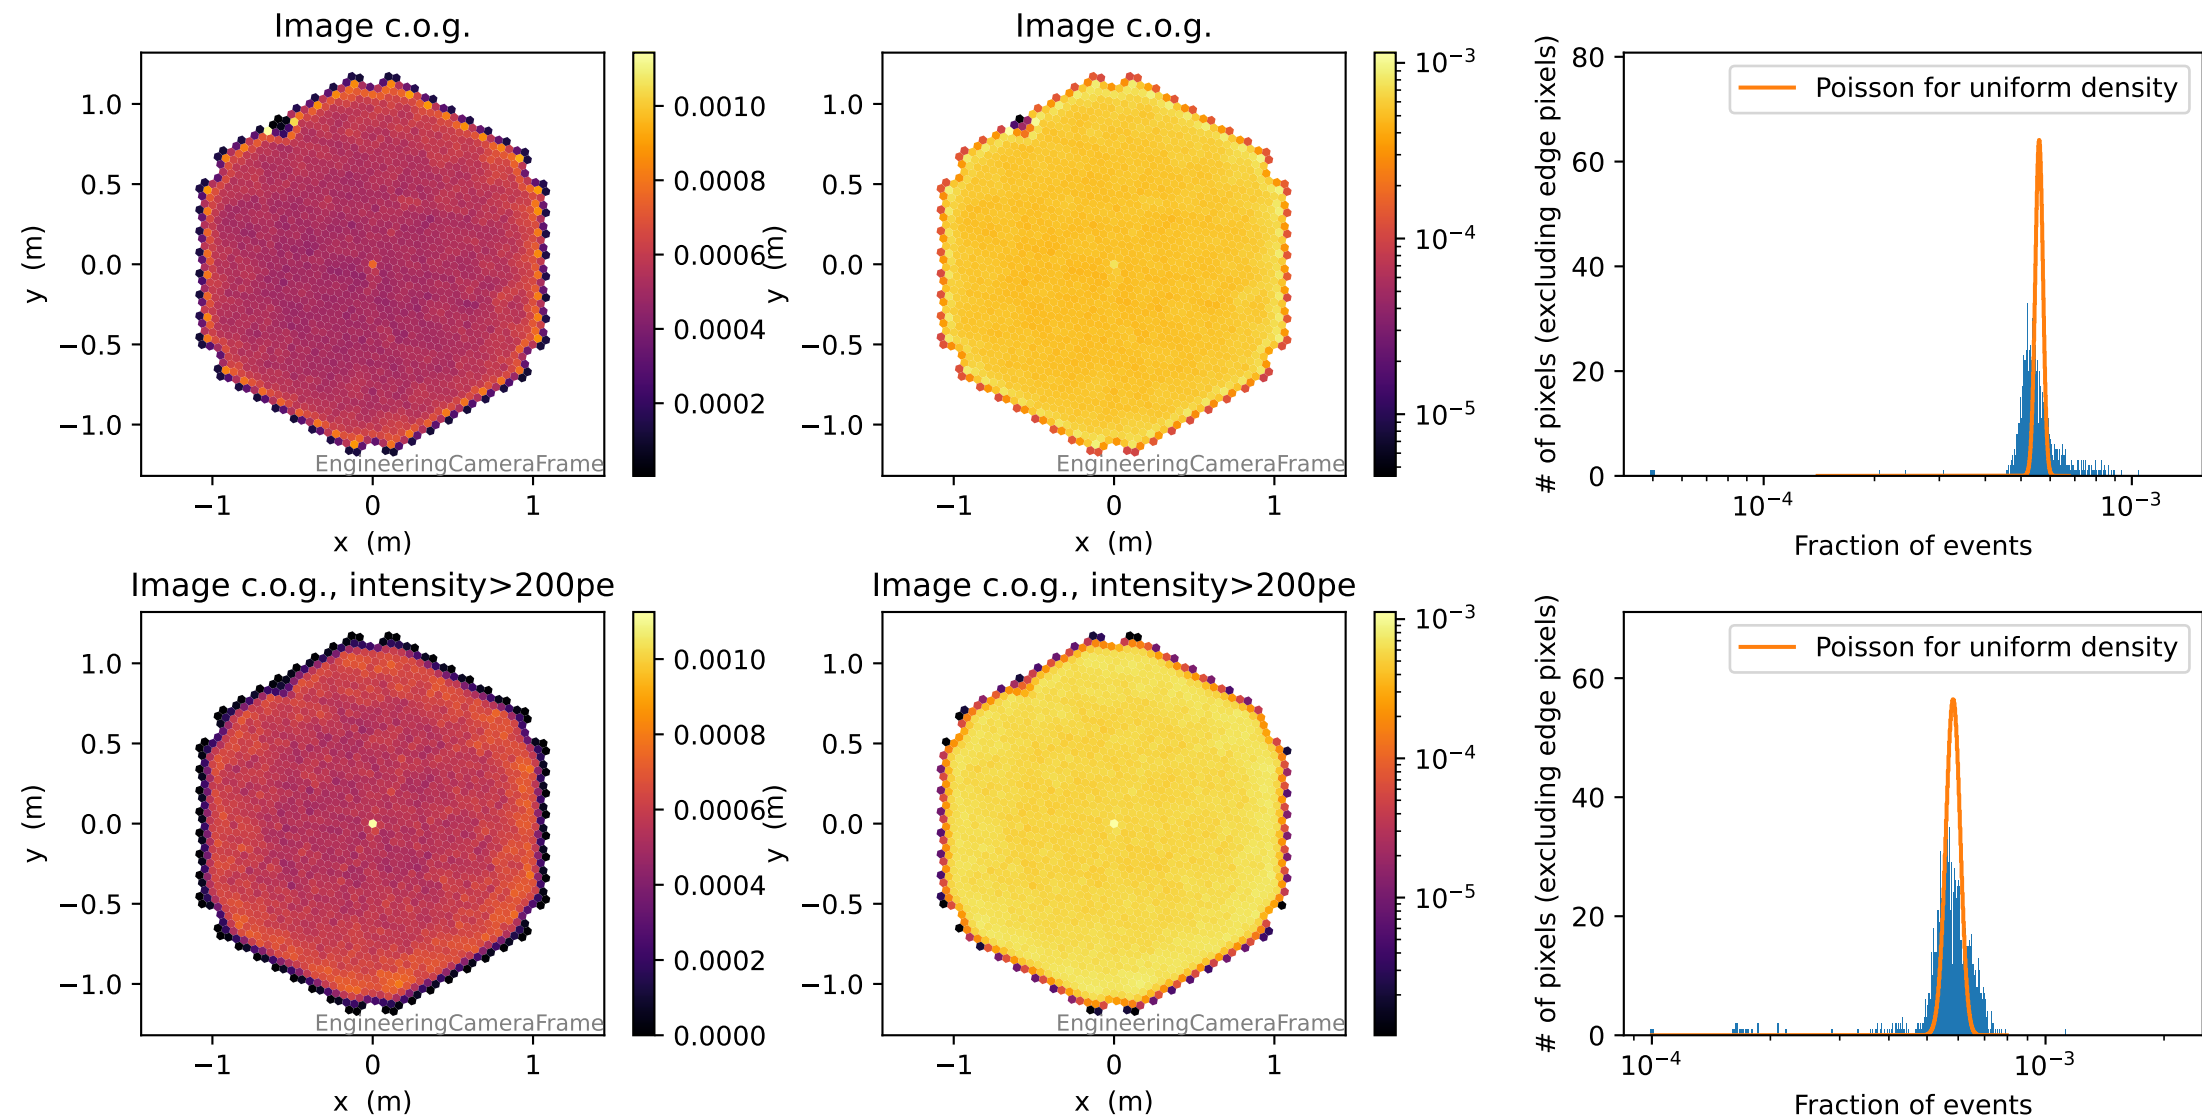 Image c.o.g.
1.0
0.5
0.0
−0.5
−1.0
y (m)
−1
0
1
x (m)
EngineeringCameraFrame
0.0010
0.0008
0.0006
0.0004
0.0002
Image c.o.g.
1.0
0.5
0.0
−0.5
−1.0
y (m)
−1
0
1
x (m)
EngineeringCameraFrame
10⁻³
10⁻⁴
10⁻⁵
# of pixels (excluding edge pixels)
80
60
40
20
0
Poisson for uniform density
10⁻⁴
10⁻³
Fraction of events
Image c.o.g., intensity>200pe
1.0
0.5
0.0
−0.5
−1.0
y (m)
−1
0
1
x (m)
EngineeringCameraFrame
0.0010
0.0008
0.0006
0.0004
0.0002
0.0000
Image c.o.g., intensity>200pe
1.0
0.5
0.0
−0.5
−1.0
y (m)
−1
0
1
x (m)
EngineeringCameraFrame
10⁻³
10⁻⁴
10⁻⁵
# of pixels (excluding edge pixels)
60
40
20
0
Poisson for uniform density
10⁻⁴
10⁻³
Fraction of events